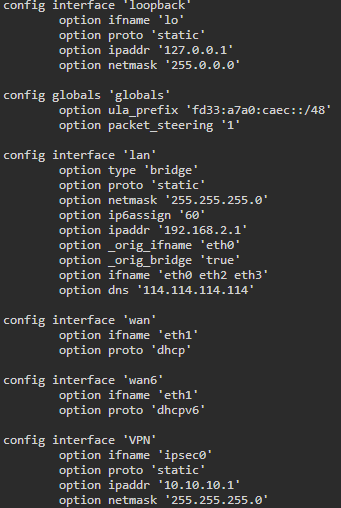 config interface 'loopback'
option ifname 'lo'
option proto 'static'
option ipaddr '127.0.0.1'
option netmask '255.0.0.0'
config globals 'globals'
option ula_prefix 'fd33:a7a0:caec::/48'
option packet_steering '1'
config interface 'lan'
option type 'bridge'
option proto 'static'
option netmask '255.255.255.0'
option ip6assign '60'
option ipaddr '192.168.2.1'
option _orig_ifname 'eth0'
option _orig_bridge 'true'
option ifname 'eth0 eth2 eth3'
option dns '114.114.114.114'
config interface 'wan'
option ifname 'eth1'
option proto 'dhcp'
config interface 'wan6'
option ifname 'eth1'
option proto 'dhcpv6'
config interface 'VPN'
option ifname 'ipsec0'
option proto 'static'
option ipaddr '10.10.10.1'
option netmask '255.255.255.0'